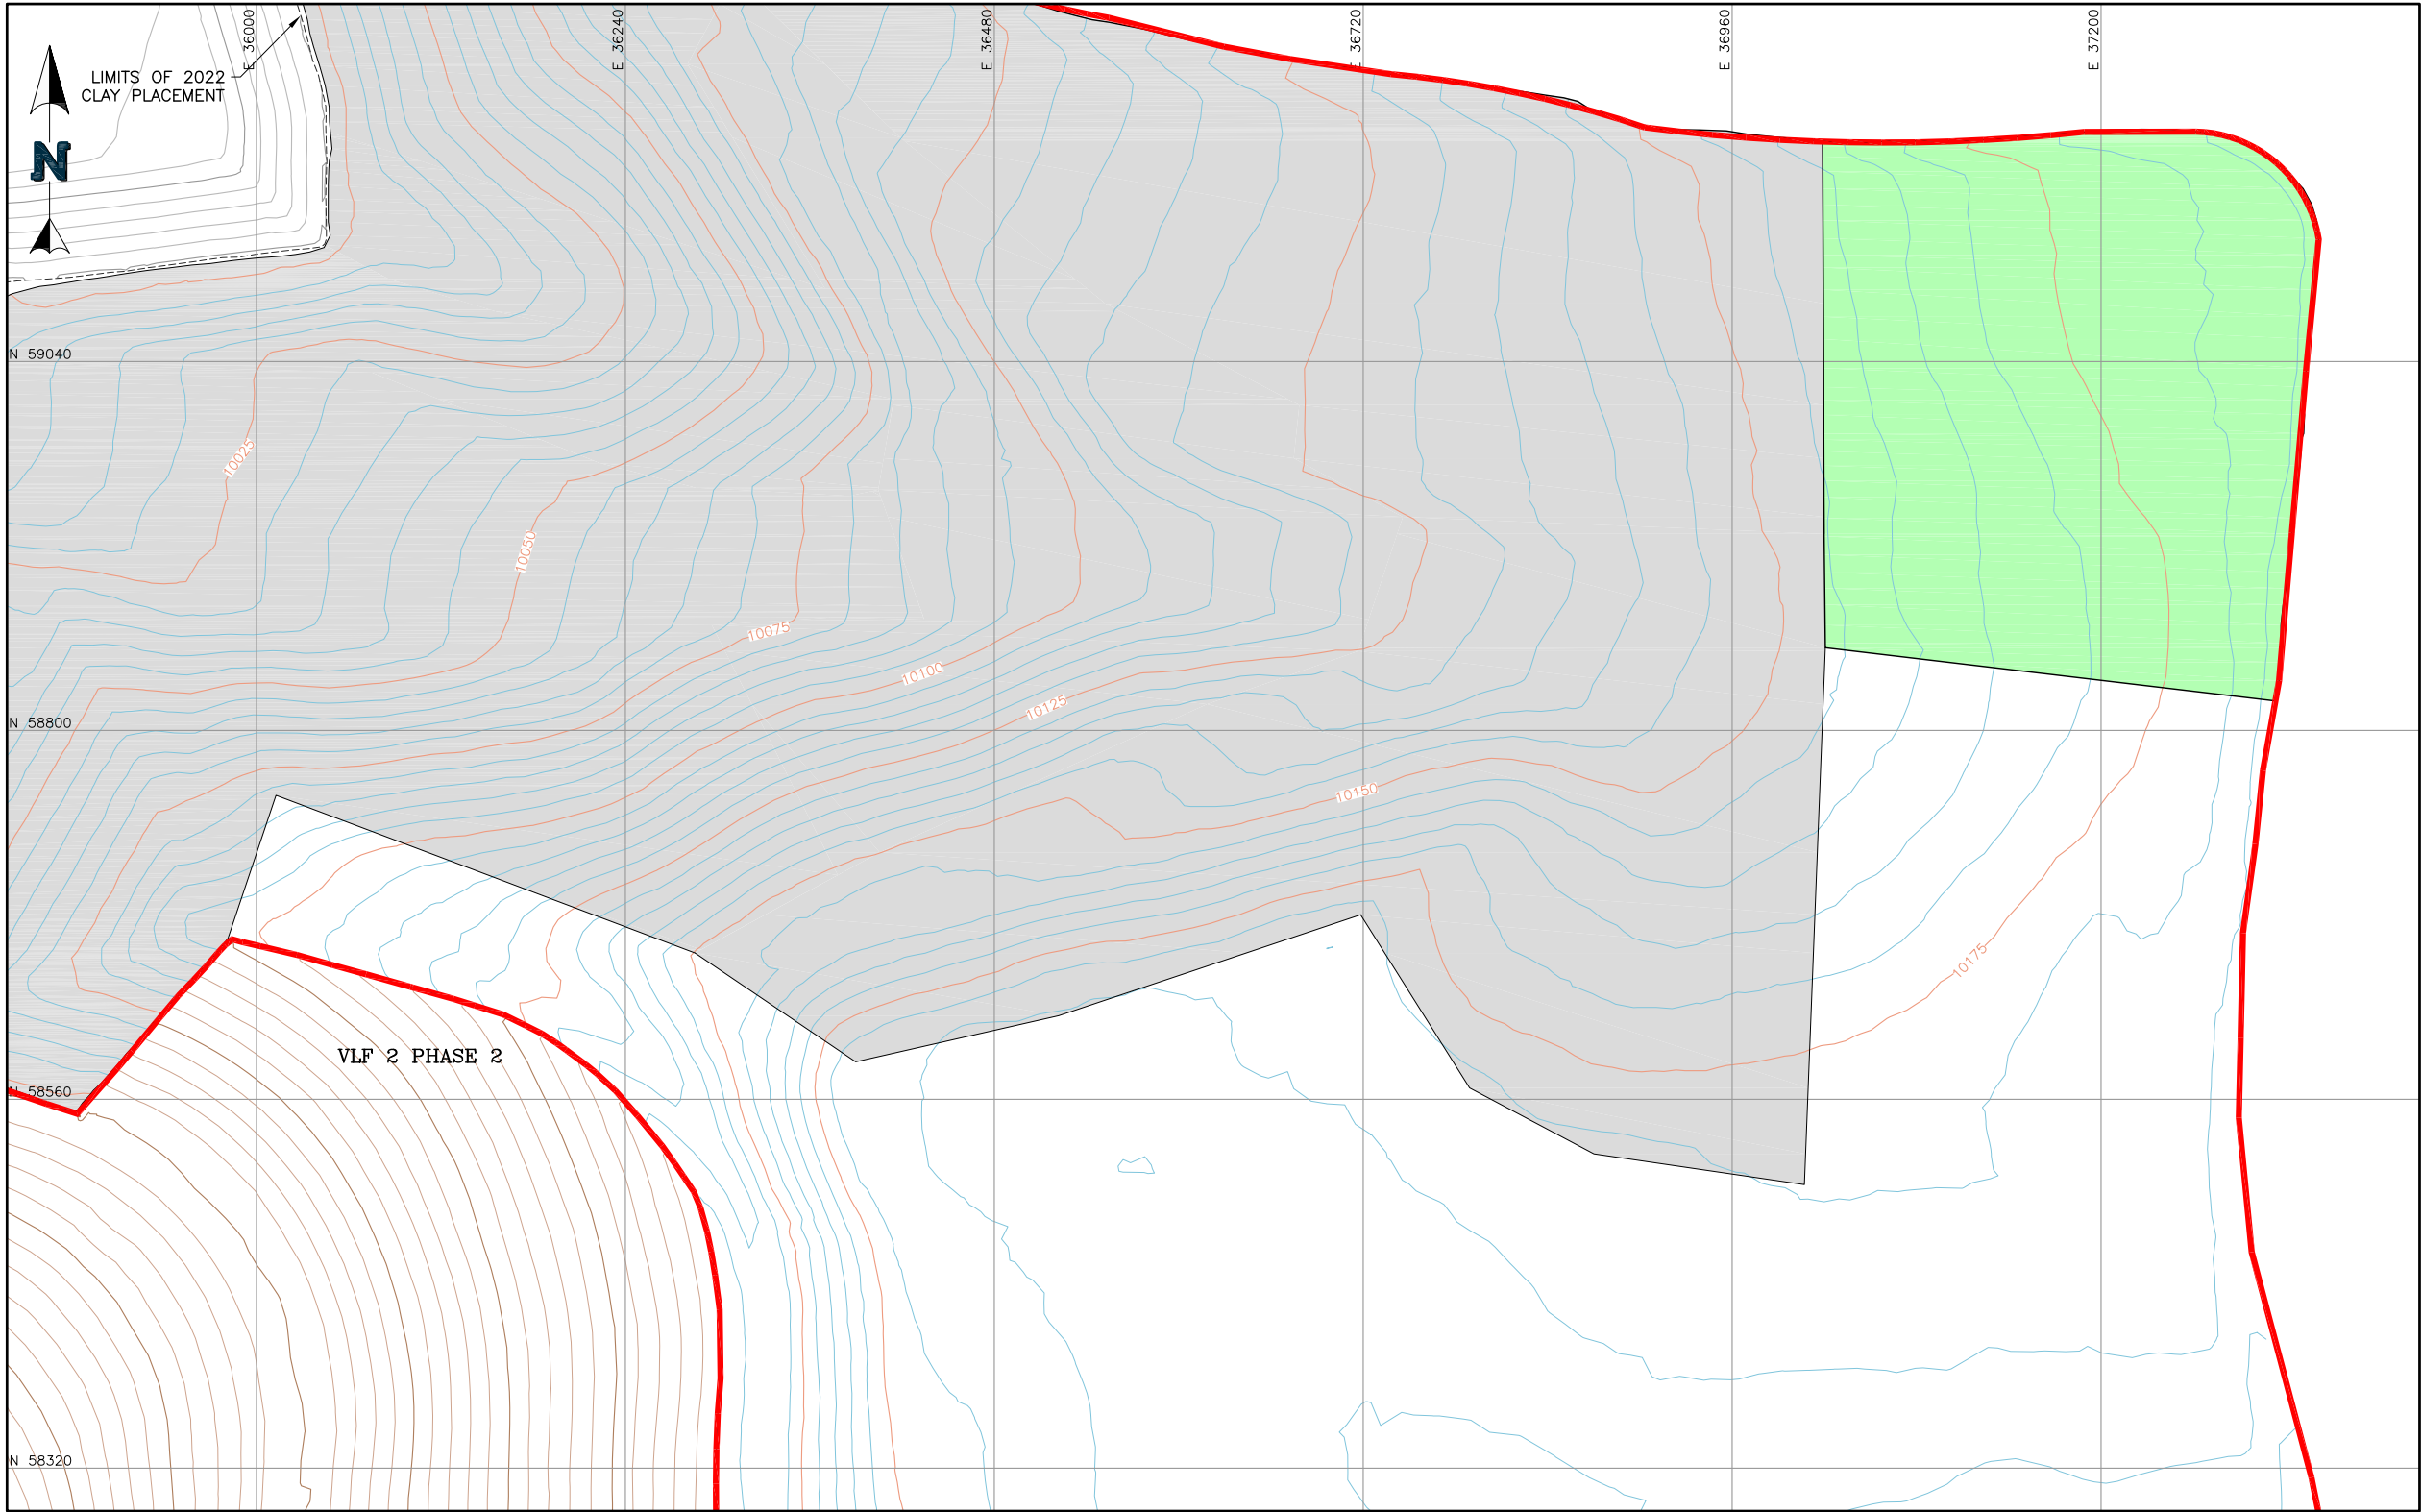 E 36000
E 36240
E 36480
E 36720
E 36960
E 37200
LIMITS OF 2022
CLAY PLACEMENT
N
N 59040
10025
10050
10075
10100
10125
N 58800
10150
10175
VLF 2 PHASE 2
N 58560
N 58320